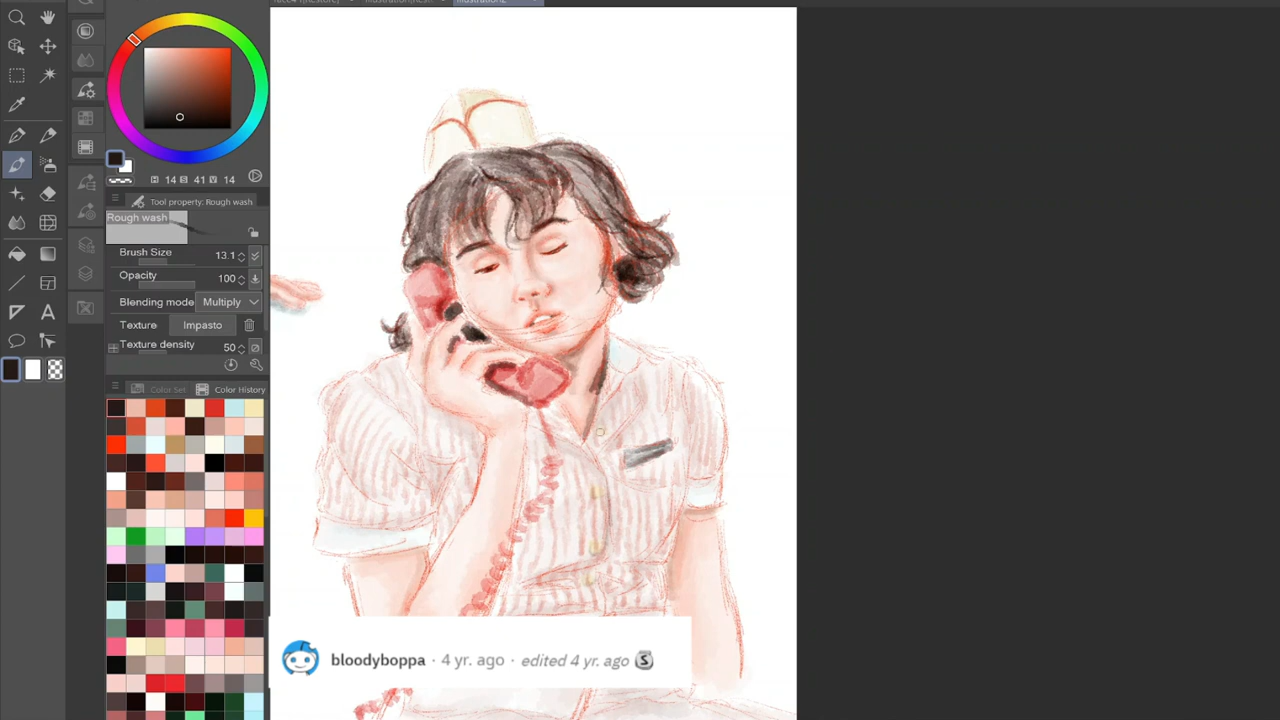 H 14 S 41 V 14
Tool property: Rough wash
Rough wash
Brush Size 13.1
Opacity 100
Blending mode Multiply
Texture Impasto
Texture density 50
Color Set Color History
bloodyboppa · 4 yr. ago · edited 4 yr. ago